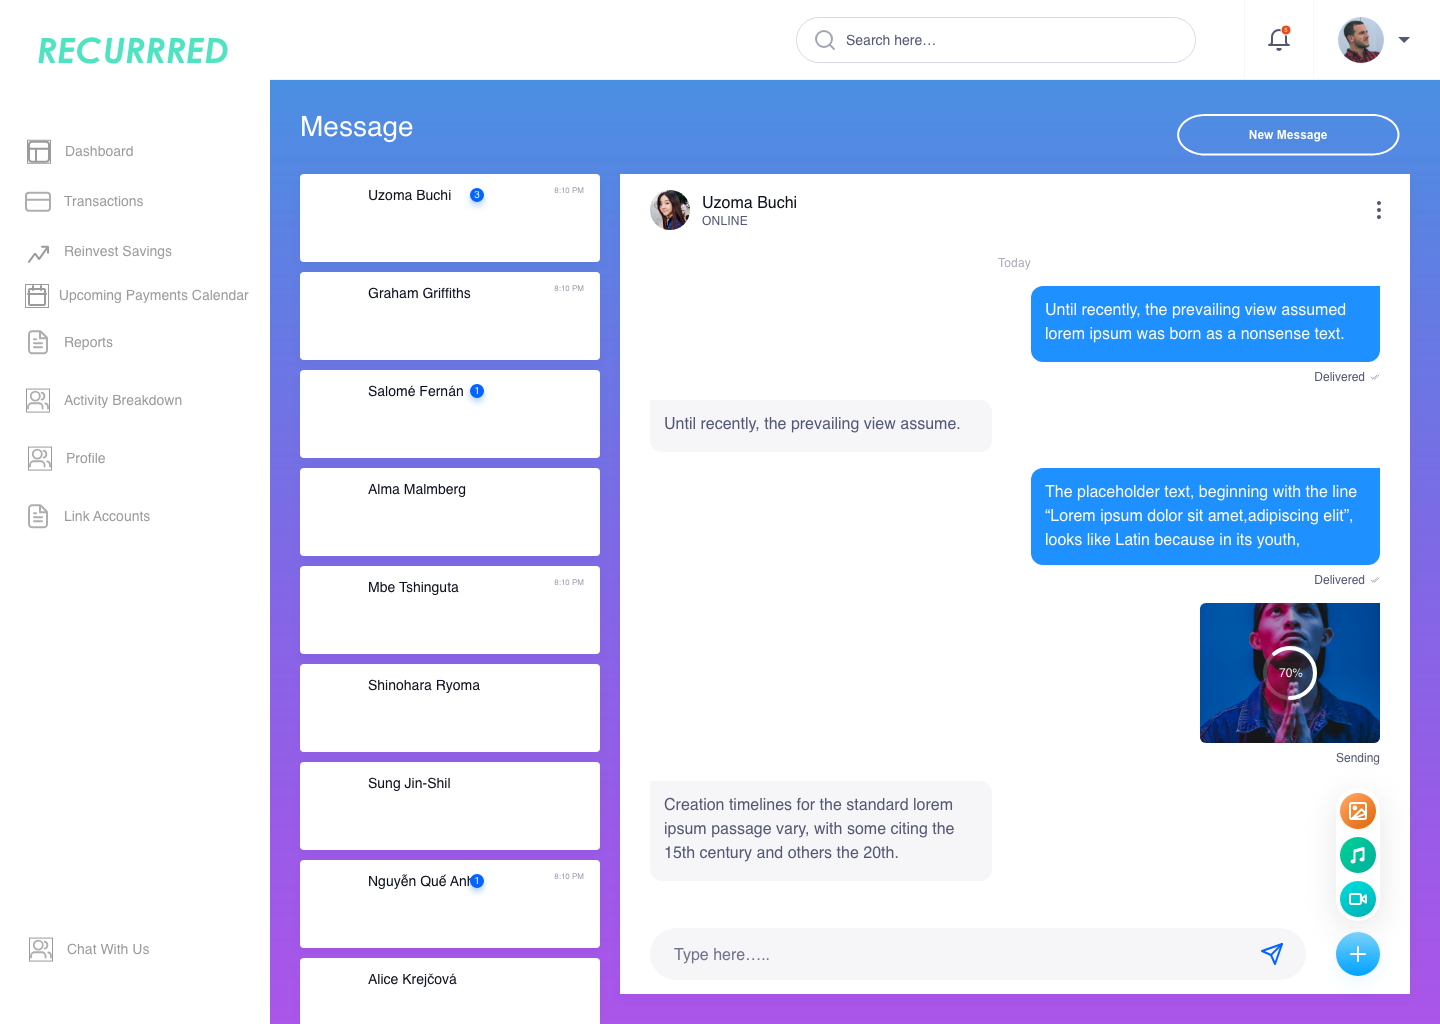 RECURRRED
Search here...
Dashboard
Transactions
Reinvest Savings
Upcoming Payments Calendar
Reports
Activity Breakdown
Profile
Link Accounts
Chat With Us
Message
New Message
Uzoma Buchi 3 8:10 PM
Graham Griffiths 8:10 PM
Salomé Fernán 1
Alma Malmberg
Mbe Tshinguta 8:10 PM
Shinohara Ryoma
Sung Jin-Shil
Nguyễn Quế Anh 1 8:10 PM
Alice Krejčová
Uzoma Buchi
ONLINE
Today
Until recently, the prevailing view assumed
lorem ipsum was born as a nonsense text.
Delivered
Until recently, the prevailing view assume.
The placeholder text, beginning with the line
“Lorem ipsum dolor sit amet,adipiscing elit”,
looks like Latin because in its youth,
Delivered
70%
Sending
Creation timelines for the standard lorem
ipsum passage vary, with some citing the
15th century and others the 20th.
Type here.....